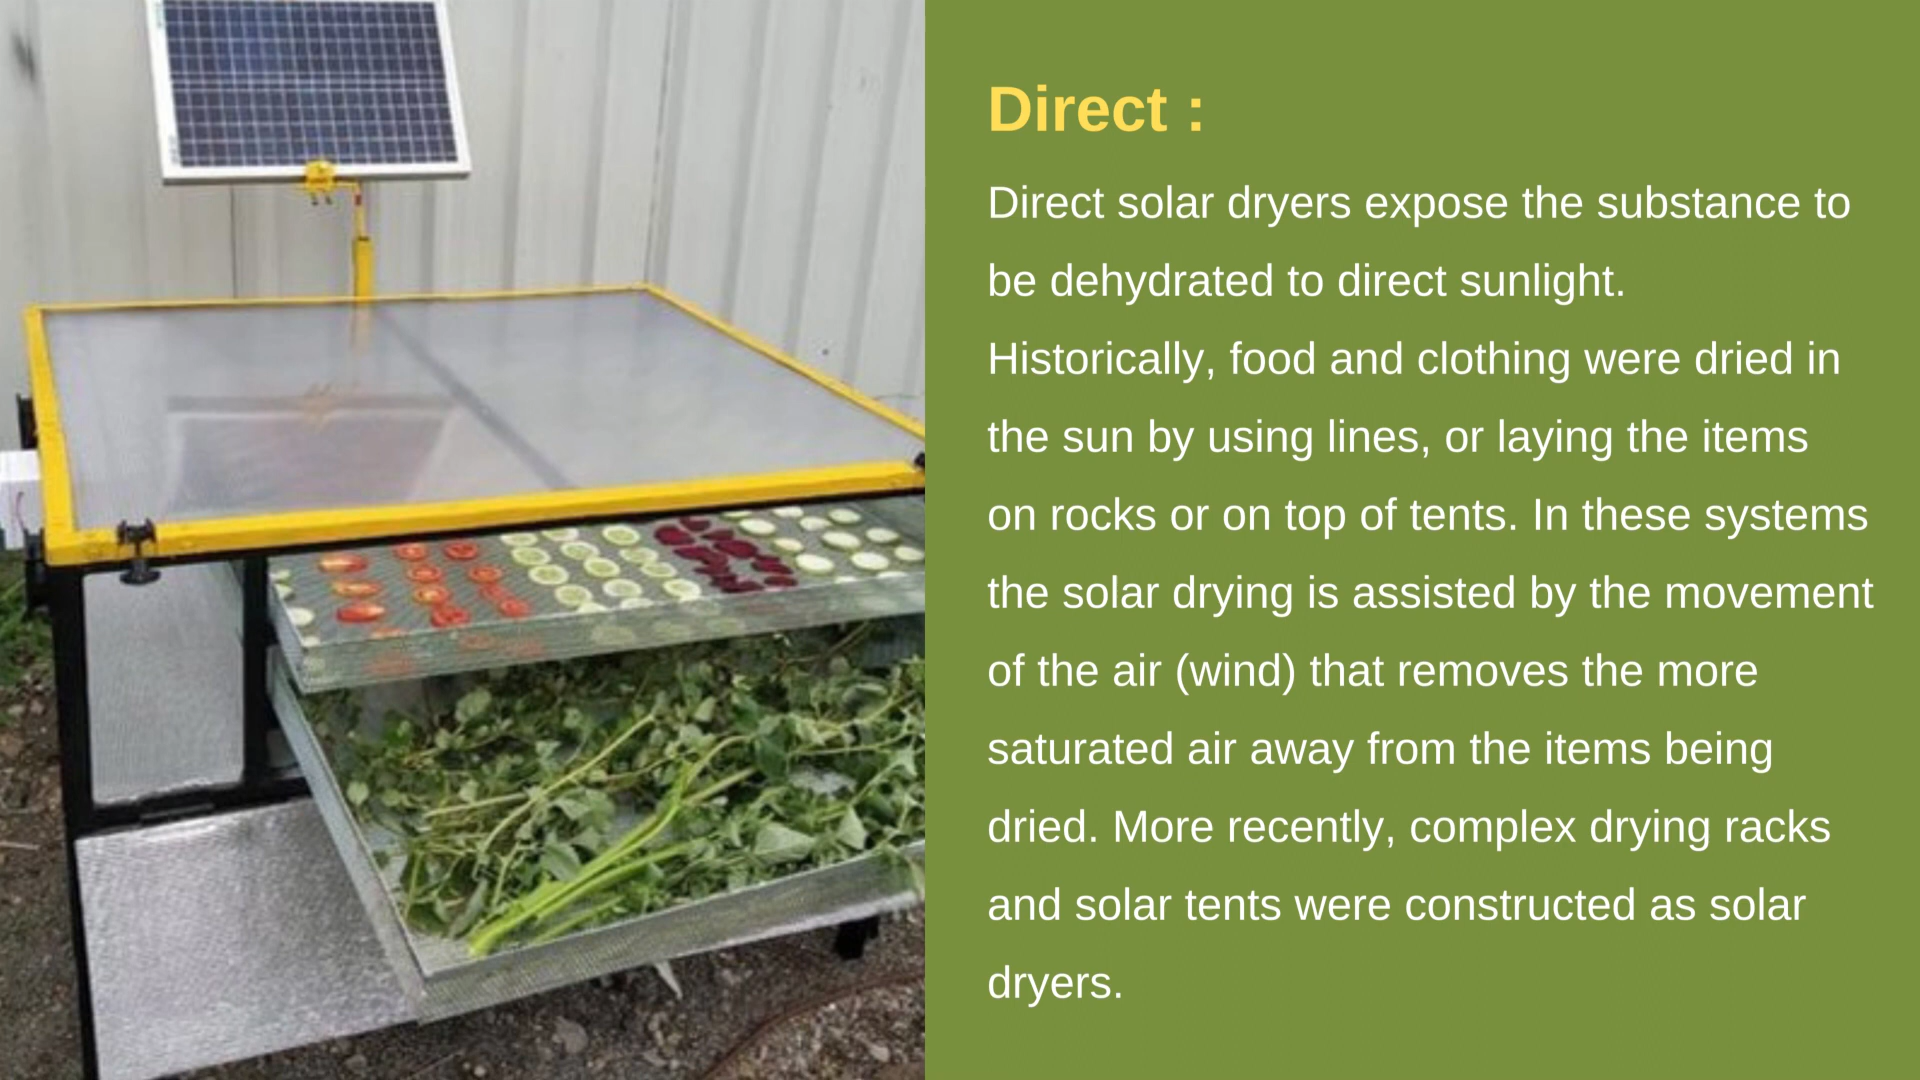 Direct :
Direct solar dryers expose the substance to
be dehydrated to direct sunlight.
Historically, food and clothing were dried in
the sun by using lines, or laying the items
on rocks or on top of tents. In these systems
the solar drying is assisted by the movement
of the air (wind) that removes the more
saturated air away from the items being
dried. More recently, complex drying racks
and solar tents were constructed as solar
dryers.